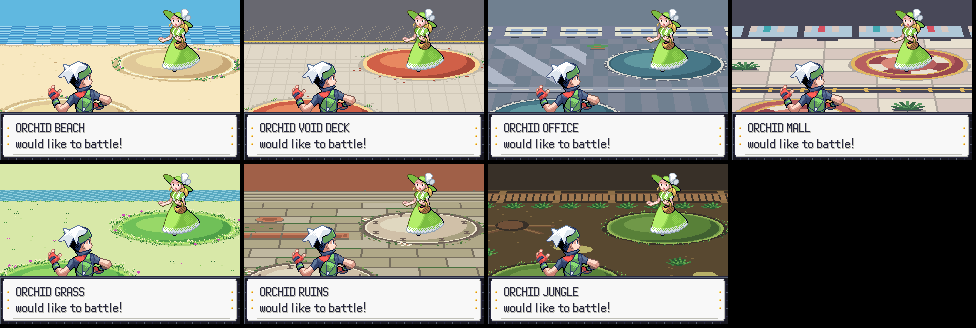 ORCHID BEACH
would like to battle!
ORCHID VOID DECK
would like to battle!
ORCHID OFFICE
would like to battle!
ORCHID MALL
would like to battle!
ORCHID GRASS
would like to battle!
ORCHID RUINS
would like to battle!
ORCHID JUNGLE
would like to battle!